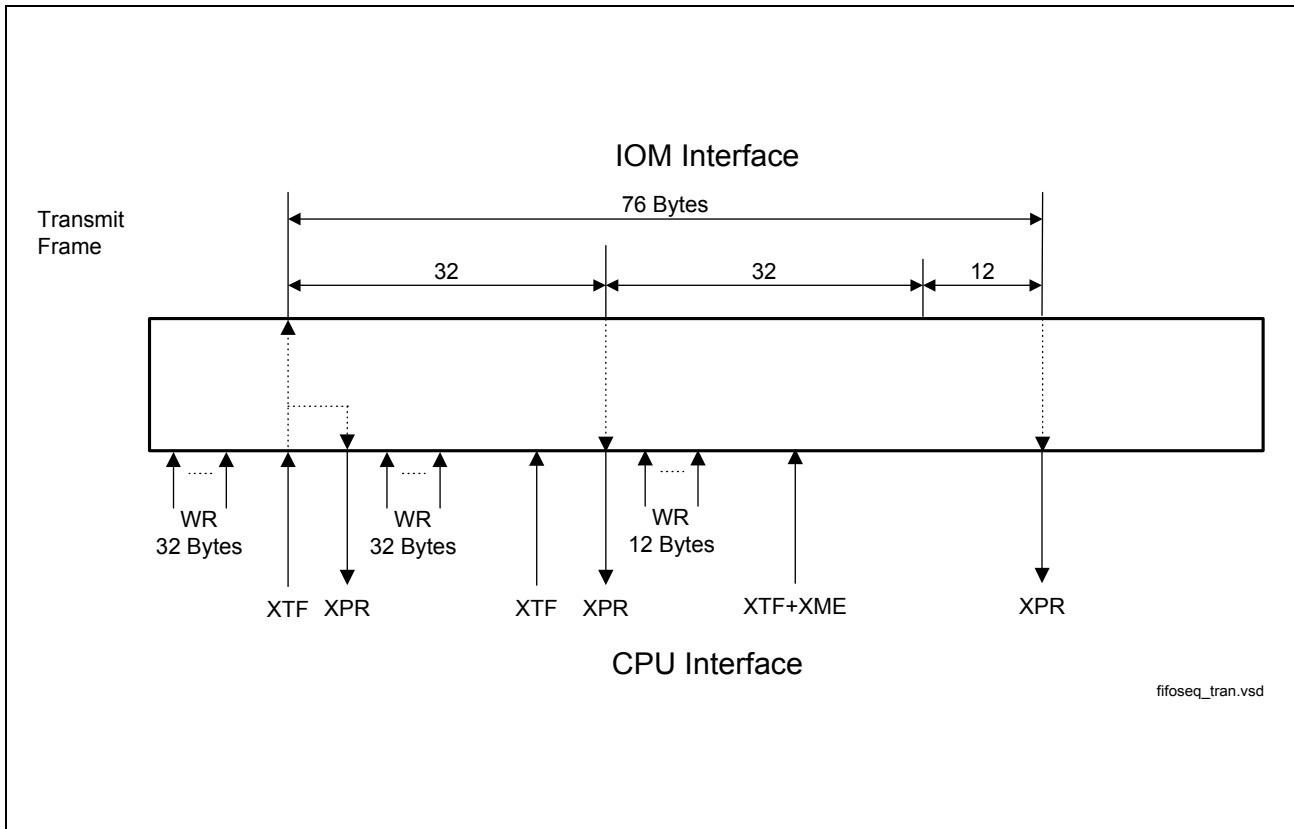 IOM Interface
Transmit
Frame
76 Bytes
32
32
12
.....
.....
.....
WR
32 Bytes
WR
32 Bytes
WR
12 Bytes
XTF
XPR
XTF
XPR
XTF+XME
XPR
CPU Interface
fifoseq_tran.vsd